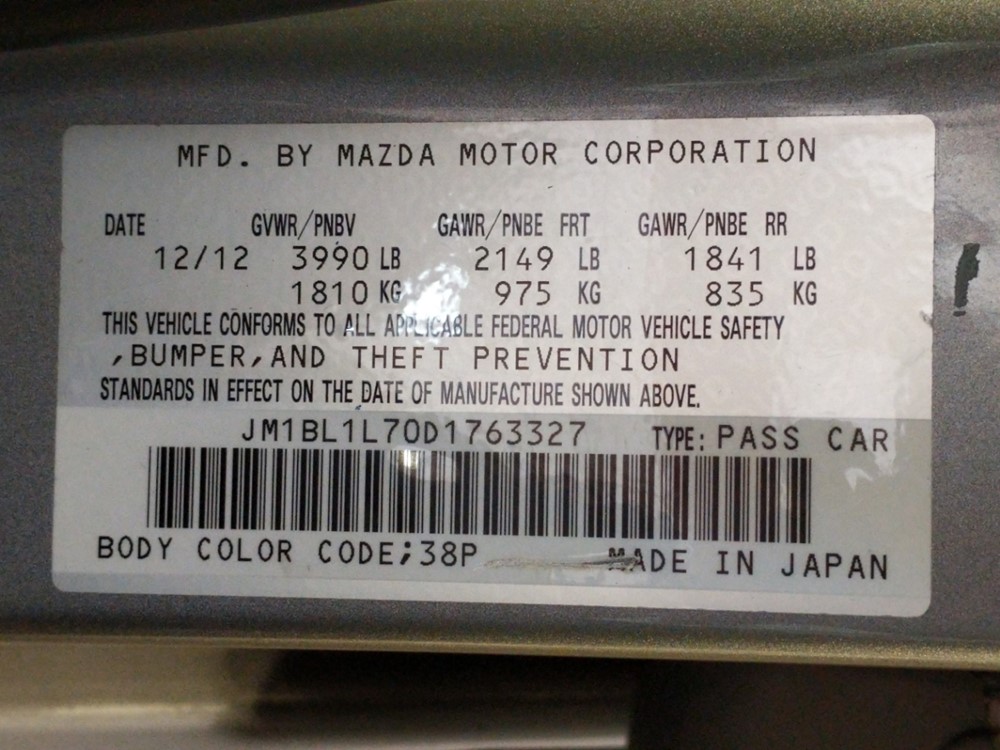 MFD. BY MAZDA MOTOR CORPORATION
DATE GVWR/PNBV GAWR/PNBE FRT GAWR/PNBE RR
12/12 3990 LB 2149 LB 1841 LB
1810 KG 975 KG 835 KG
THIS VEHICLE CONFORMS TO ALL APPLICABLE FEDERAL MOTOR VEHICLE SAFETY
,BUMPER,AND THEFT PREVENTION
STANDARDS IN EFFECT ON THE DATE OF MANUFACTURE SHOWN ABOVE.
JM1BL1L70D1763327 TYPE: PASS CAR
BODY COLOR CODE;38P MADE IN JAPAN